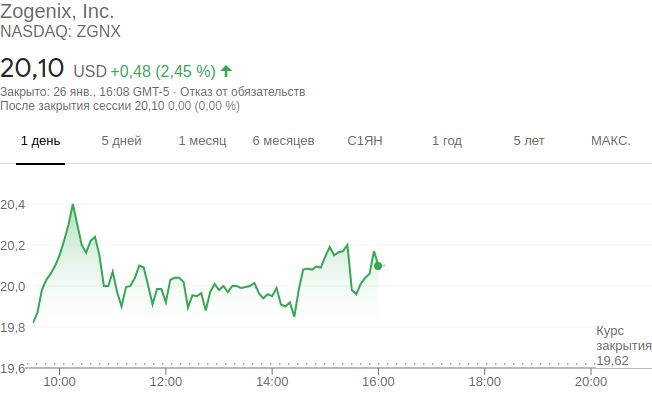 Zogenix, Inc.
NASDAQ: ZGNX
20,10 USD +0,48 (2,45 %)
Закрыто: 26 янв., 16:08 GMT-5 · Отказ от обязательств
После закрытия сессии 20,10 0,00 (0,00 %)
1 день 5 дней 1 месяц 6 месяцев С1ЯН 1 год 5 лет МАКС.
20,4
20,2
20,0
19,8
Курс
закрытия
19,62
19,6
10:00 12:00 14:00 16:00 18:00 20:00